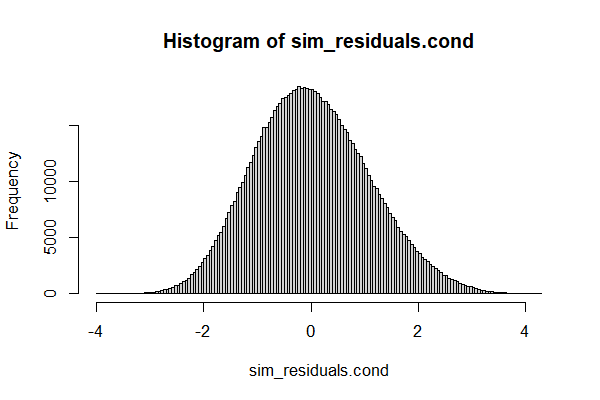 Histogram of sim_residuals.cond
Frequency
10000
5000
0
-4 -2 0 2 4
sim_residuals.cond